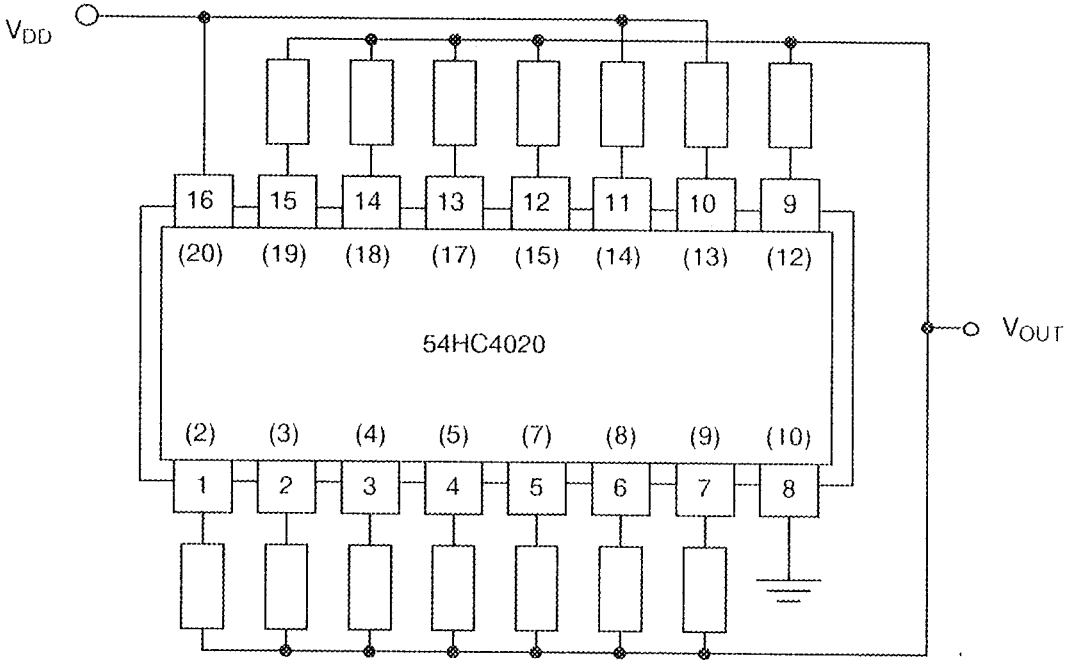 VDD
16 15 14 13 12 11 10 9
(20) (19) (18) (17) (15) (14) (13) (12)
54HC4020
VOUT
(2) (3) (4) (5) (7) (8) (9) (10)
1 2 3 4 5 6 7 8